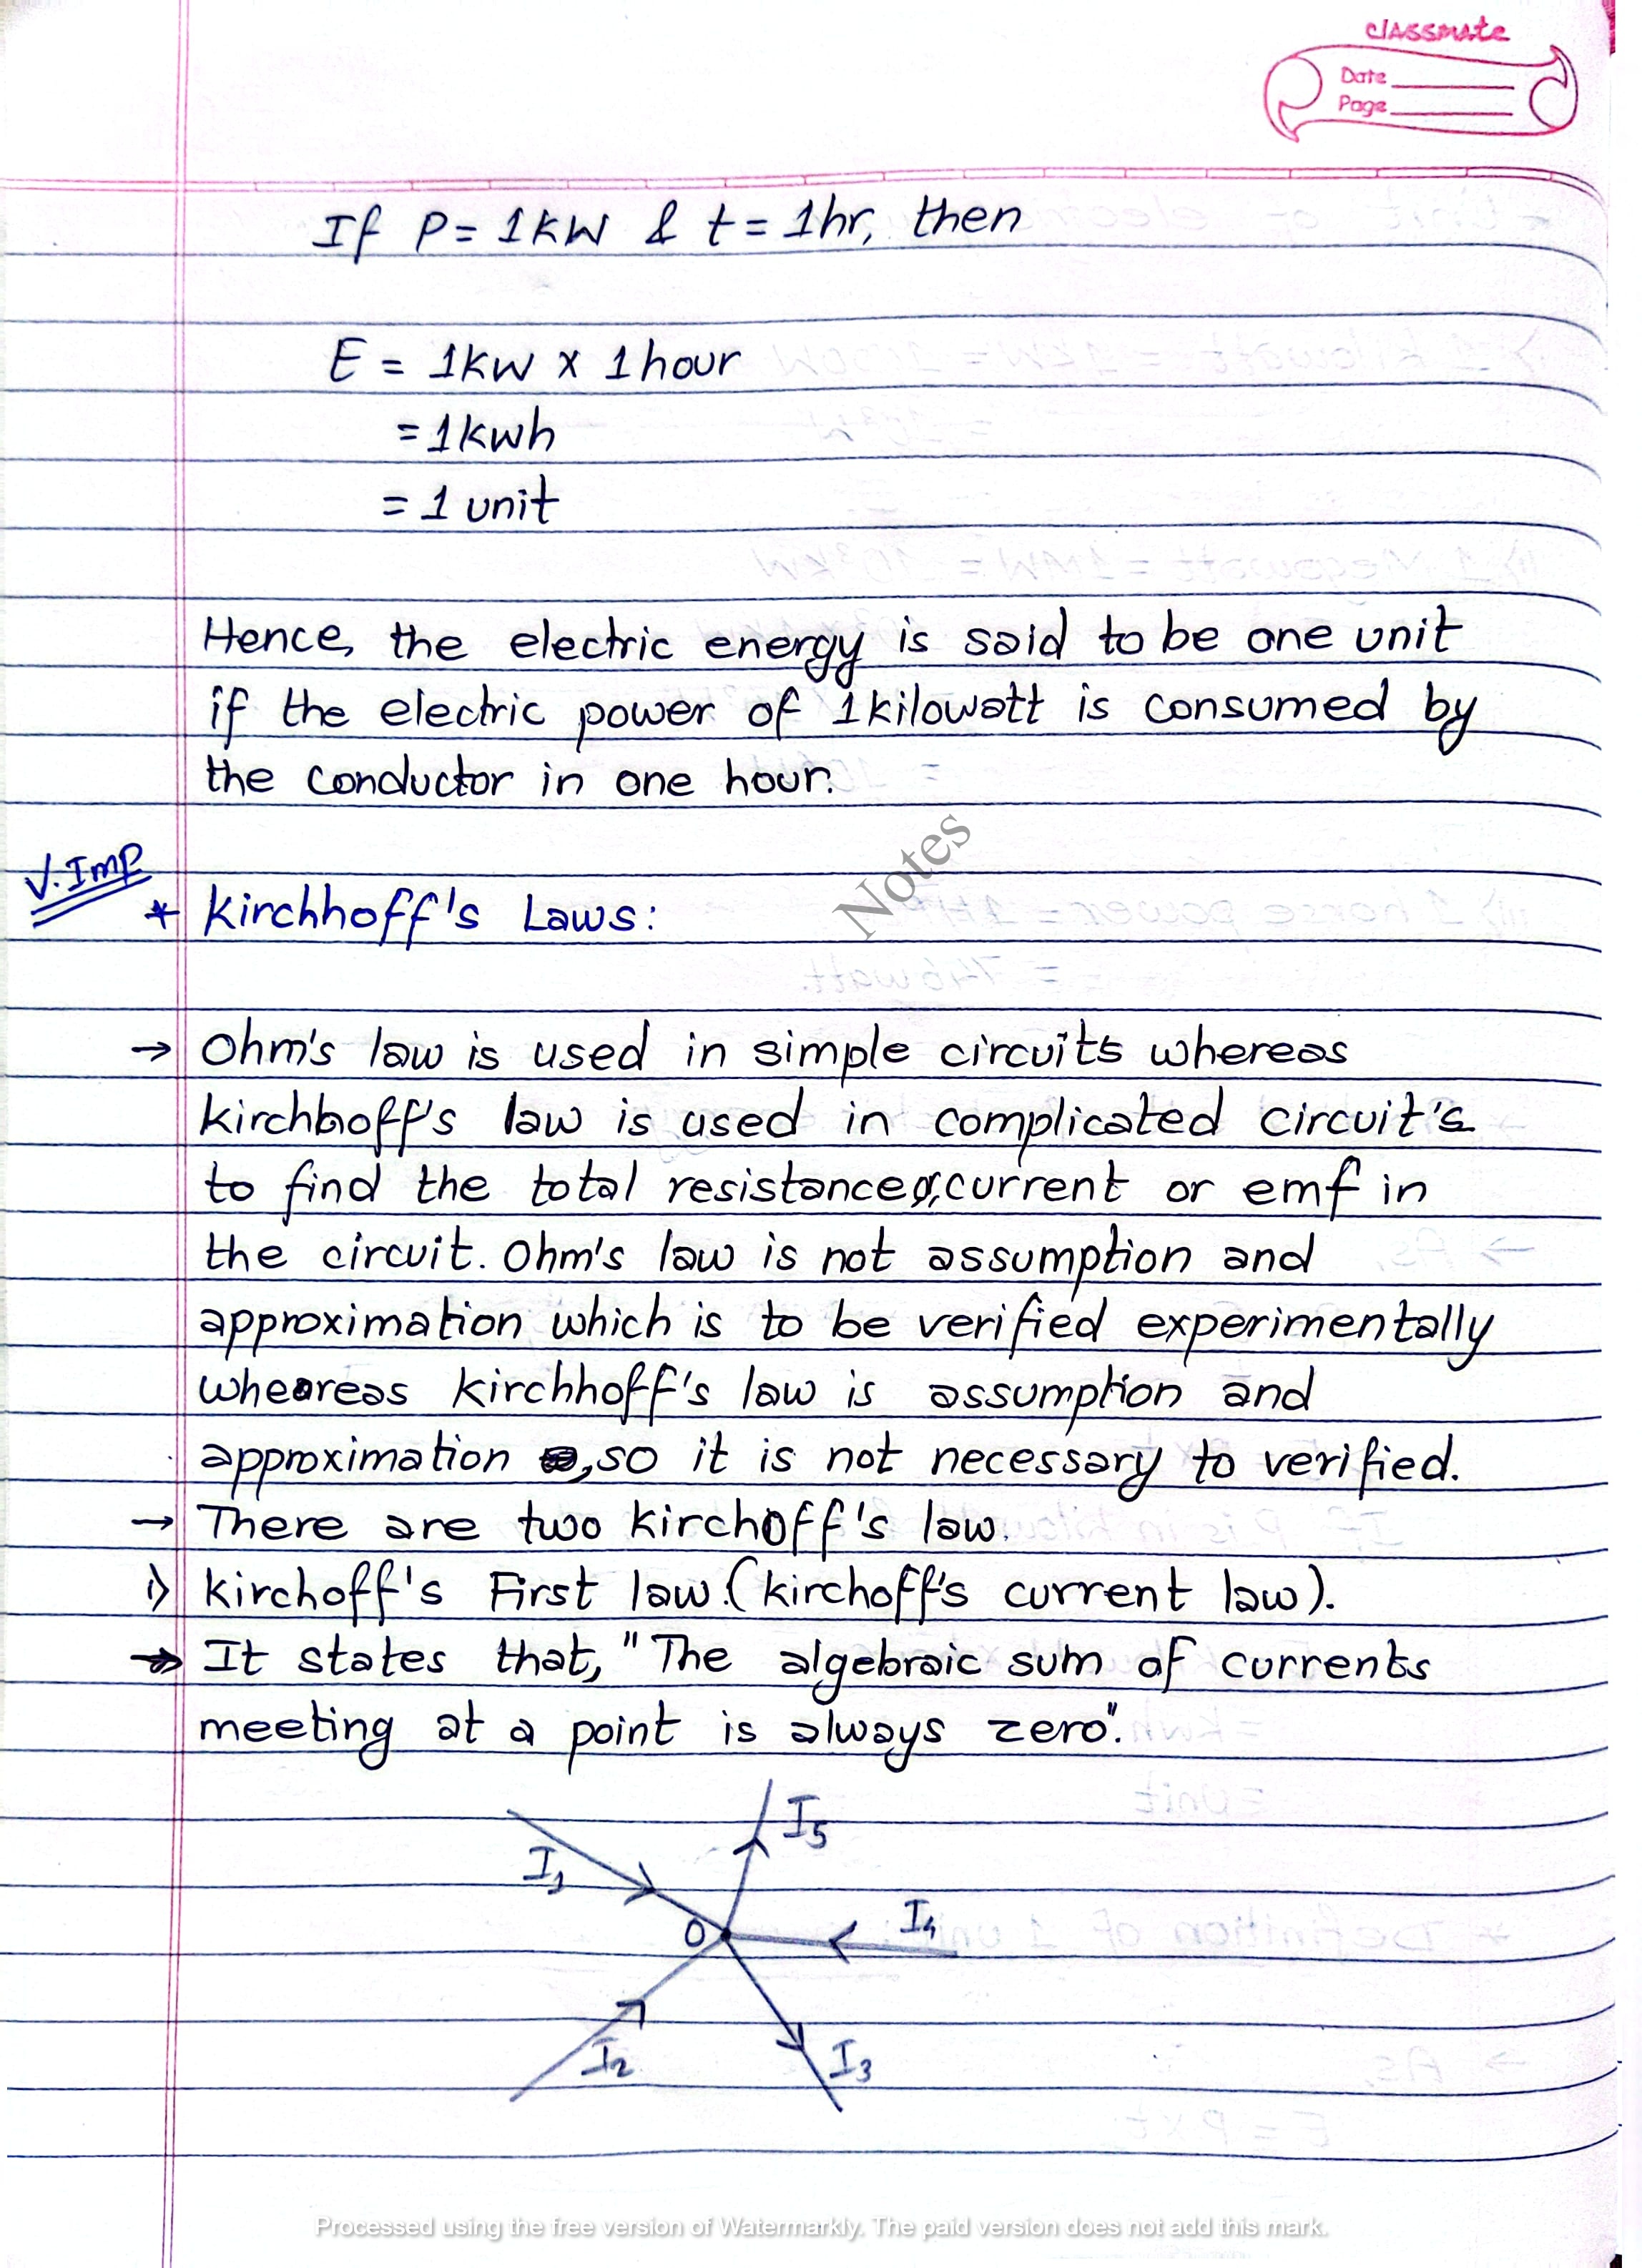 classmate
Date
Page
If P = 1KW & t = 1hr, then
E = 1kw x 1hour
= 1kwh
= 1 unit
Hence, the electric energy is said to be one unit
if the electric power of 1kilowatt is consumed by
the conductor in one hour.
Notes
V. Imp
* Kirchhoff's Laws:
→ Ohm's law is used in simple circuits whereas
kirchhoff's law is used in complicated circuit's
to find the total resistance, current or emf in
the circuit. Ohm's law is not assumption and
approximation which is to be verified experimentally
wheareas kirchhoff's law is assumption and
approximation , so it is not necessary to verified.
→ There are two kirchoff's law.
i) kirchoff's First law. (kirchoff's current law).
→ It states that, "The algebraic sum of currents
meeting at a point is always zero".
I5
I1
I4
O
I2
I3
Processed using the free version of Watermarkly. The paid version does not add this mark.